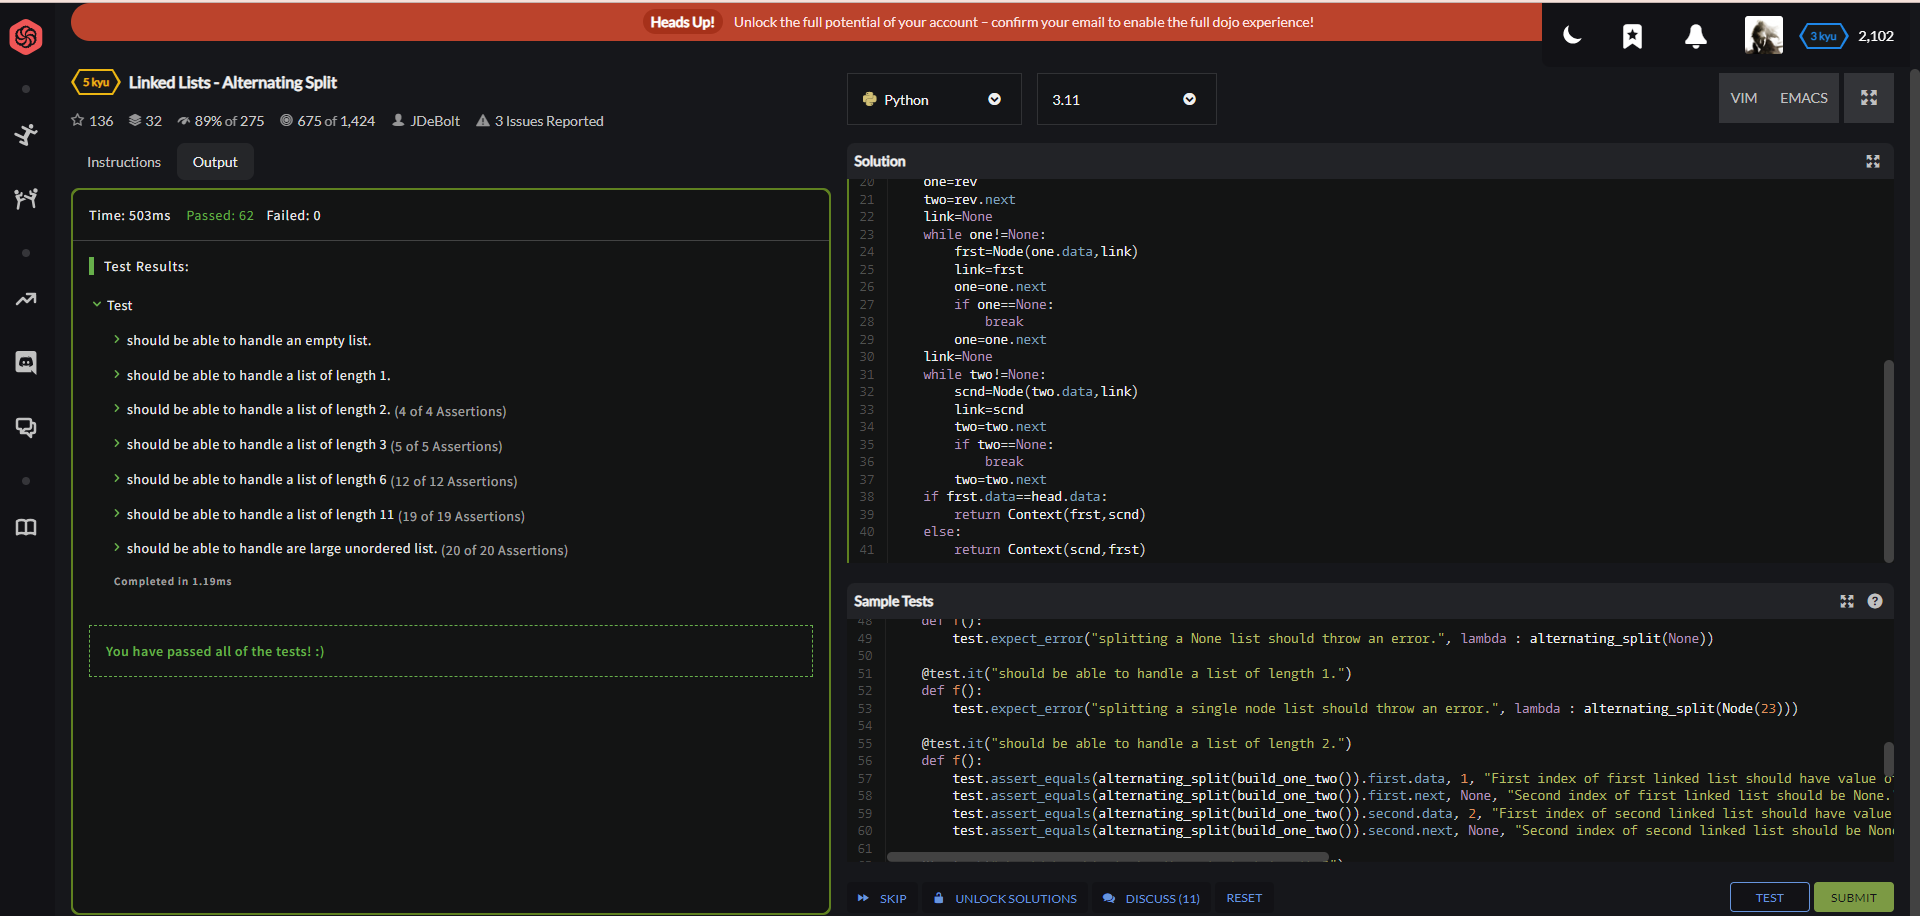 Heads Up! Unlock the full potential of your account – confirm your email to enable the full dojo experience!
3 kyu 2,102
5 kyu Linked Lists - Alternating Split
136 32 89% of 275 675 of 1,424 JDeBolt 3 Issues Reported
Instructions Output
Time: 503ms Passed: 62 Failed: 0
Test Results:
Test
should be able to handle an empty list.
should be able to handle a list of length 1.
should be able to handle a list of length 2. (4 of 4 Assertions)
should be able to handle a list of length 3 (5 of 5 Assertions)
should be able to handle a list of length 6 (12 of 12 Assertions)
should be able to handle a list of length 11 (19 of 19 Assertions)
should be able to handle are large unordered list. (20 of 20 Assertions)
Completed in 1.19ms
You have passed all of the tests! :)
Python 3.11 VIM EMACS
Solution
20 one=rev
21 two=rev.next
22 link=None
23 while one!=None:
24 frst=Node(one.data,link)
25 link=frst
26 one=one.next
27 if one==None:
28 break
29 one=one.next
30 link=None
31 while two!=None:
32 scnd=Node(two.data,link)
33 link=scnd
34 two=two.next
35 if two==None:
36 break
37 two=two.next
38 if frst.data==head.data:
39 return Context(frst,scnd)
40 else:
41 return Context(scnd,frst)
Sample Tests
48 def f():
49 test.expect_error("splitting a None list should throw an error.", lambda : alternating_split(None))
50
51 @test.it("should be able to handle a list of length 1.")
52 def f():
53 test.expect_error("splitting a single node list should throw an error.", lambda : alternating_split(Node(23)))
54
55 @test.it("should be able to handle a list of length 2.")
56 def f():
57 test.assert_equals(alternating_split(build_one_two()).first.data, 1, "First index of first linked list should have value
58 test.assert_equals(alternating_split(build_one_two()).first.next, None, "Second index of first linked list should be None.
59 test.assert_equals(alternating_split(build_one_two()).second.data, 2, "First index of second linked list should have value
60 test.assert_equals(alternating_split(build_one_two()).second.next, None, "Second index of second linked list should be Non
61
SKIP UNLOCK SOLUTIONS DISCUSS (11) RESET TEST SUBMIT